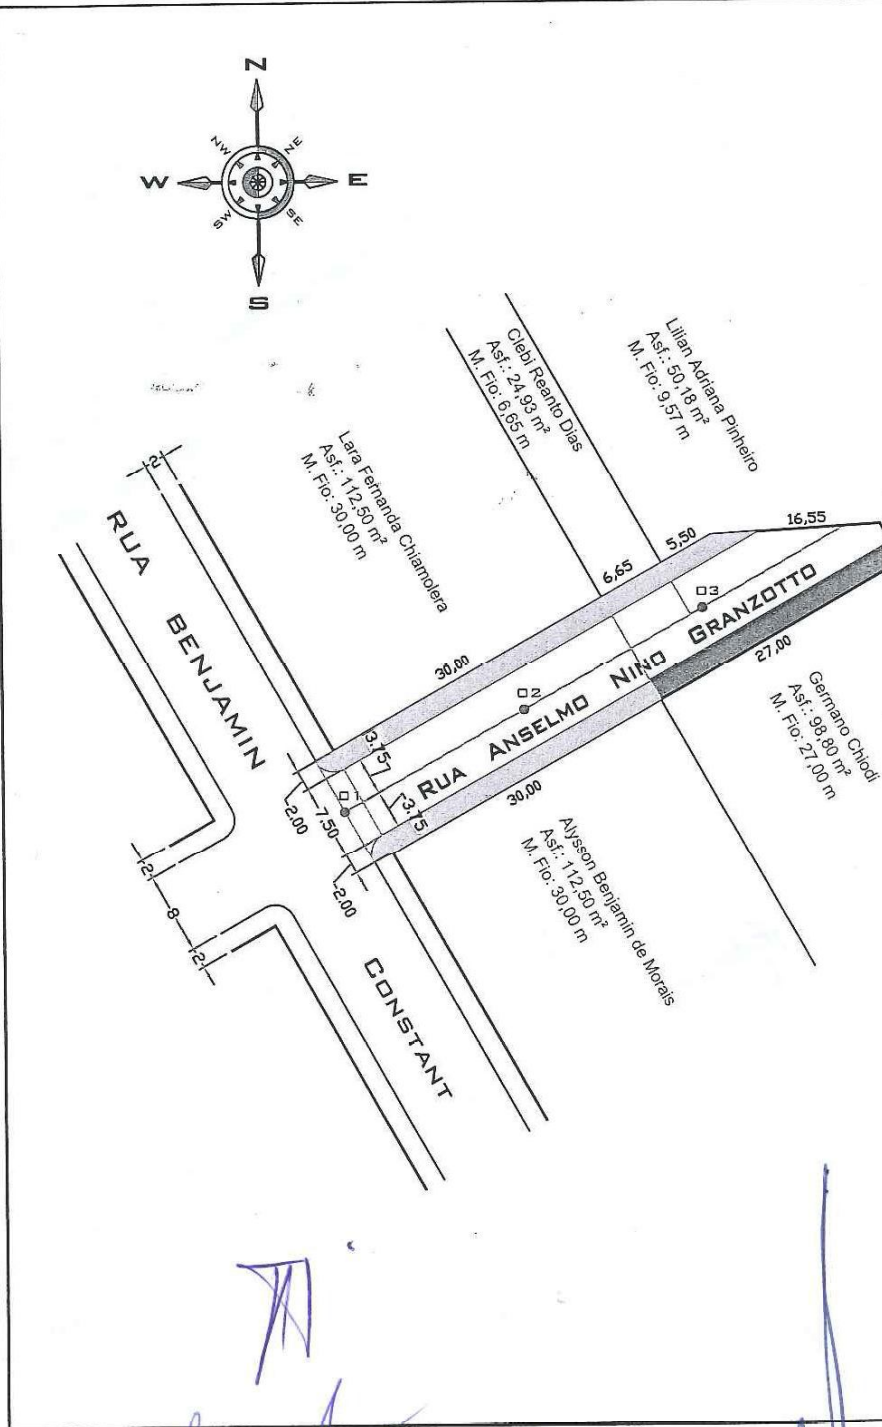 N
NW
NE
W
E
SW
SE
S
Lilian Adriana Pinheiro
Asf.: 50,18 m²
M. Fio: 9,57 m
Clebi Reanto Dias
Asf.: 24,93 m²
M. Fio: 6,65 m
Lara Fernanda Chiamolera
Asf.: 112,50 m²
M. Fio: 30,00 m
2
RUA BENJAMIN CONSTANT
16,55
5,50
6,65
30,00
03
02
01
RUA ANSELMO NINO GRANZOTTO
27,00
30,00
3.75
3.75
2.00
7.50
2.00
2
8
2
Germano Chiodi
Asf.: 98,80 m²
M. Fio: 27,00 m
Alysson Benjamin de Morais
Asf.: 112,50 m²
M. Fio: 30,00 m